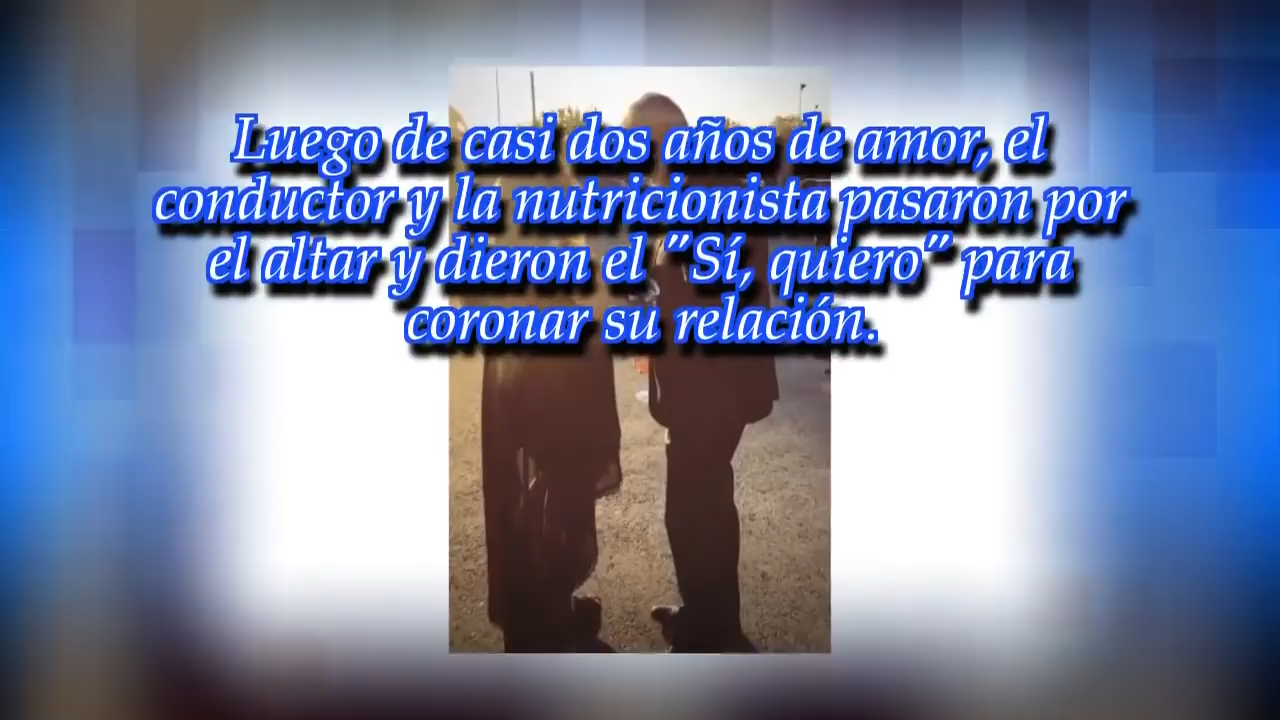 Luego de casi dos años de amor, el
conductor y la nutricionista pasaron por
el altar y dieron el "Sí, quiero" para
coronar su relación.